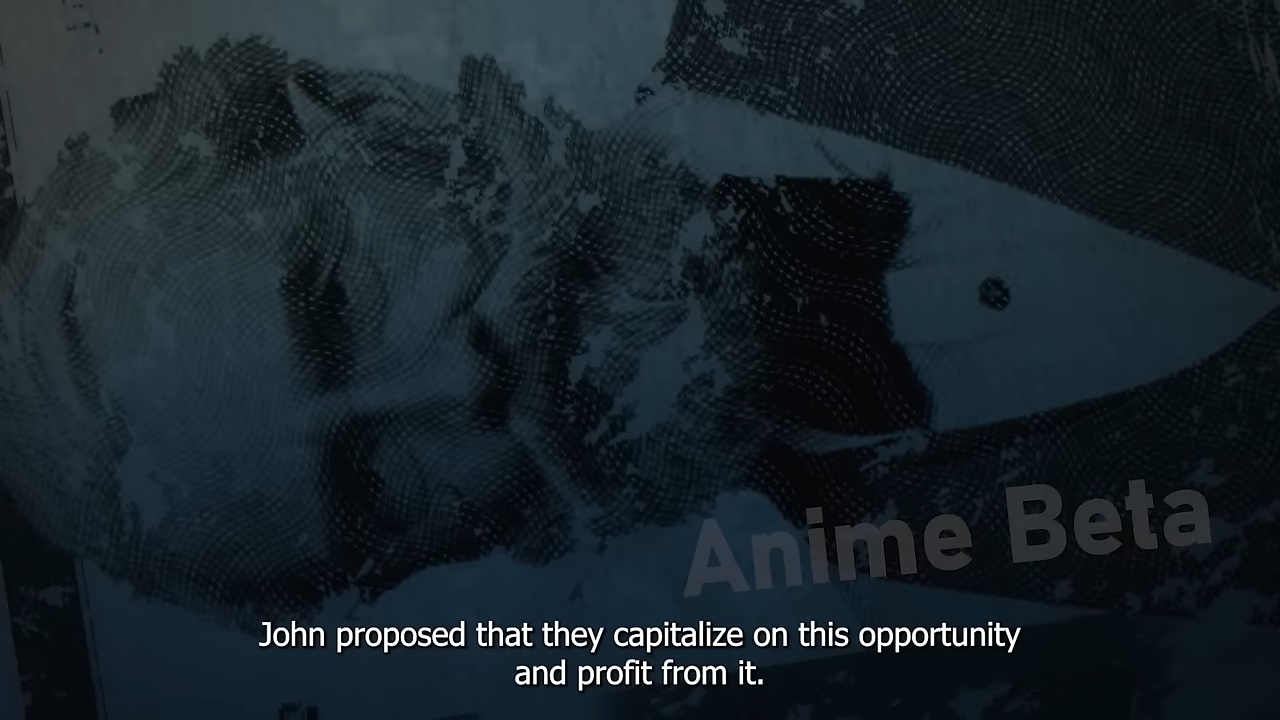 Anime Beta
John proposed that they capitalize on this opportunity
and profit from it.